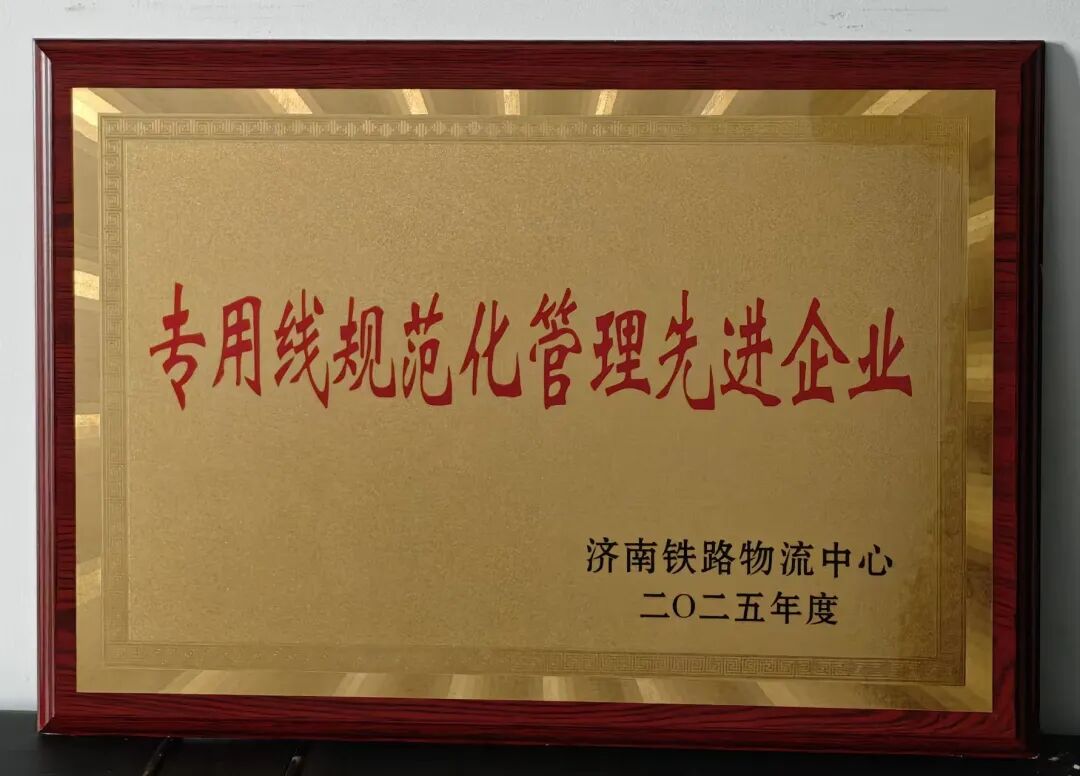 专用线规范化管理先进企业
济南铁路物流中心
二〇二五年度